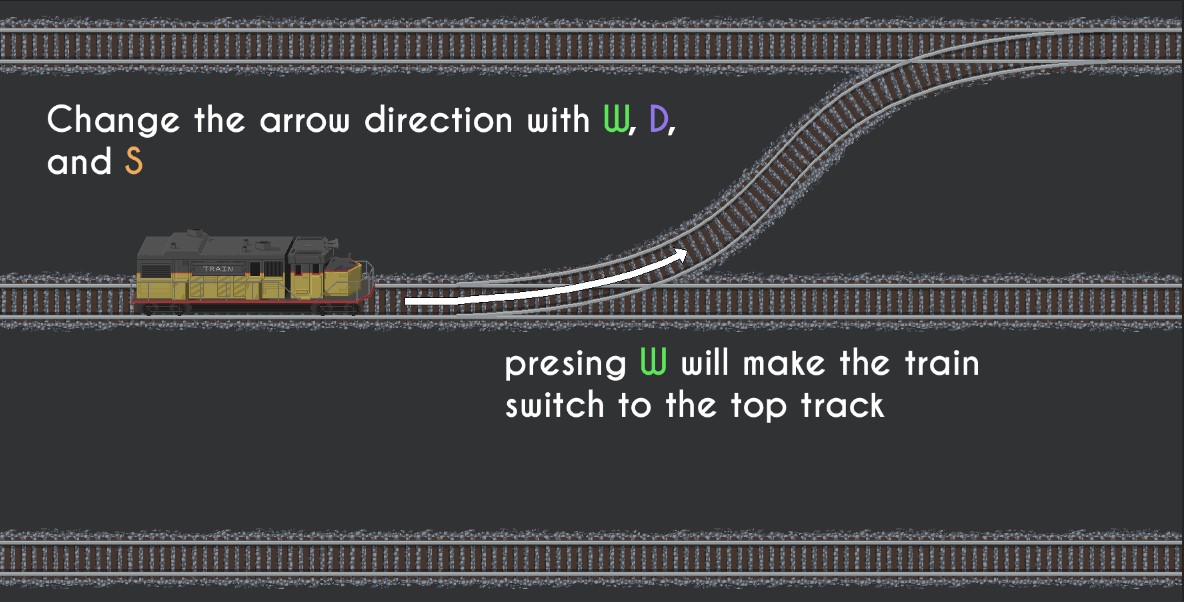 Change the arrow direction with W, D,
and S
TRAIN
presing W will make the train
switch to the top track